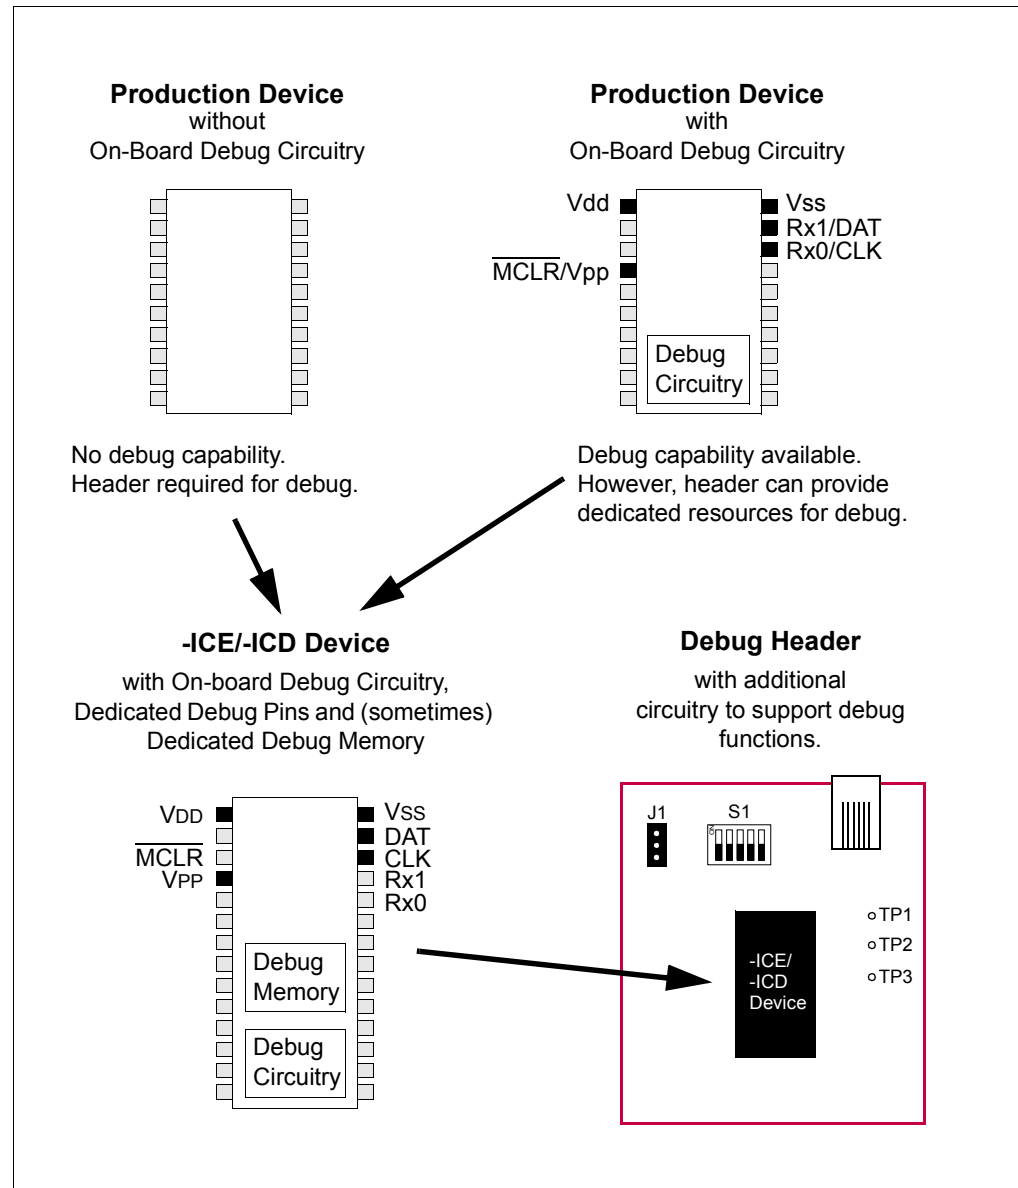 Production Device
without
On-Board Debug Circuitry
Production Device
with
On-Board Debug Circuitry
Vdd
MCLR/Vpp
Vss
Rx1/DAT
Rx0/CLK
Debug
Circuitry
No debug capability.
Header required for debug.
Debug capability available.
However, header can provide
dedicated resources for debug.
-ICE/-ICD Device
with On-board Debug Circuitry,
Dedicated Debug Pins and (sometimes)
Dedicated Debug Memory
VDD
MCLR
VPP
VSS
DAT
CLK
Rx1
Rx0
Debug
Memory
Debug
Circuitry
Debug Header
with additional
circuitry to support debug
functions.
J1
S1
TP1
TP2
TP3
-ICE/
-ICD
Device